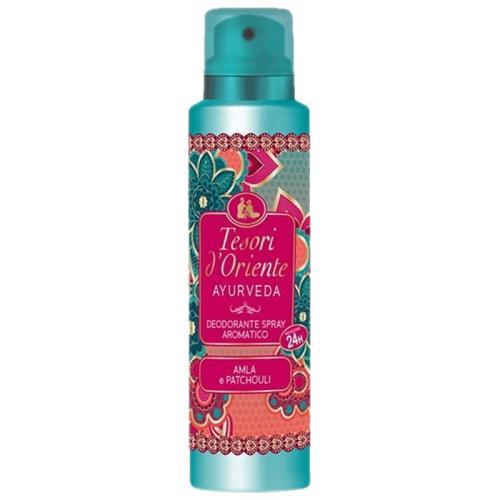 Tesori
d'Oriente
AYURVEDA
DEODORANTE SPRAY
AROMATICO
24H
AMLA
e PATCHOULI